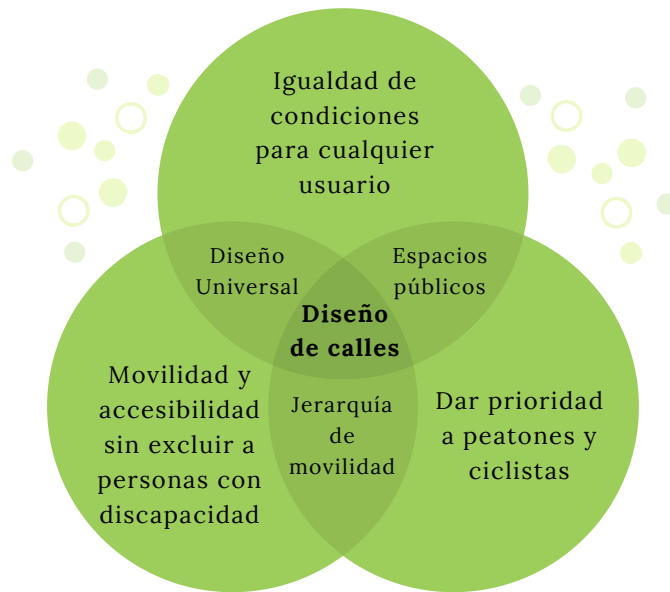 Igualdad de
condiciones
para cualquier
usuario
Diseño
Universal
Espacios
públicos
Diseño
de calles
Movilidad y
accesibilidad
sin excluir a
personas con
discapacidad
Jerarquía
de
movilidad
Dar prioridad
a peatones y
ciclistas